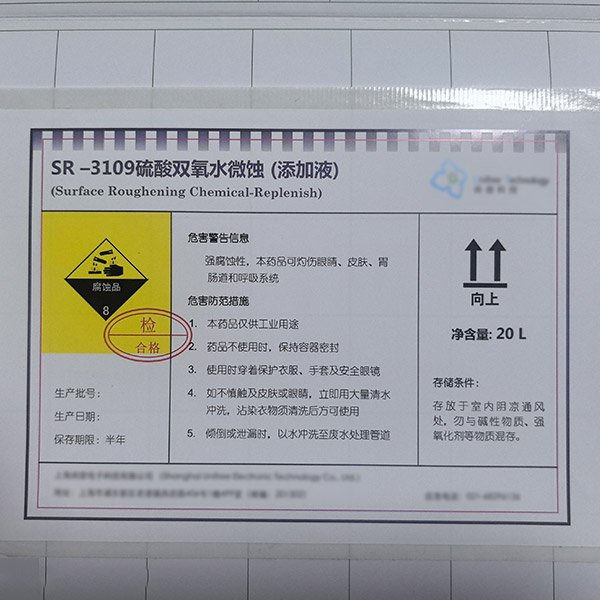 SR –3109硫酸双氧水微蚀 (添加液)
(Surface Roughening Chemical-Replenish)
腐蚀品
8
检
合格
生产批号:
生产日期:
保存期限: 半年
危害警告信息
强腐蚀性，本药品可灼伤眼睛、皮肤、胃
肠道和呼吸系统
危害防范措施
1. 本药品仅供工业用途
2. 药品不使用时，保持容器密封
3. 使用时穿着保护衣服、手套及安全眼镜
4. 如不慎触及皮肤或眼睛，立即用大量清水
冲洗，沾染衣物须清洗后方可使用
5. 倾倒或泄漏时，以水冲洗至废水处理管道
向上
净含量: 20 L
存储条件:
存放于室内阴凉通风
处，勿与碱性物质、强
氧化剂等物质混存。